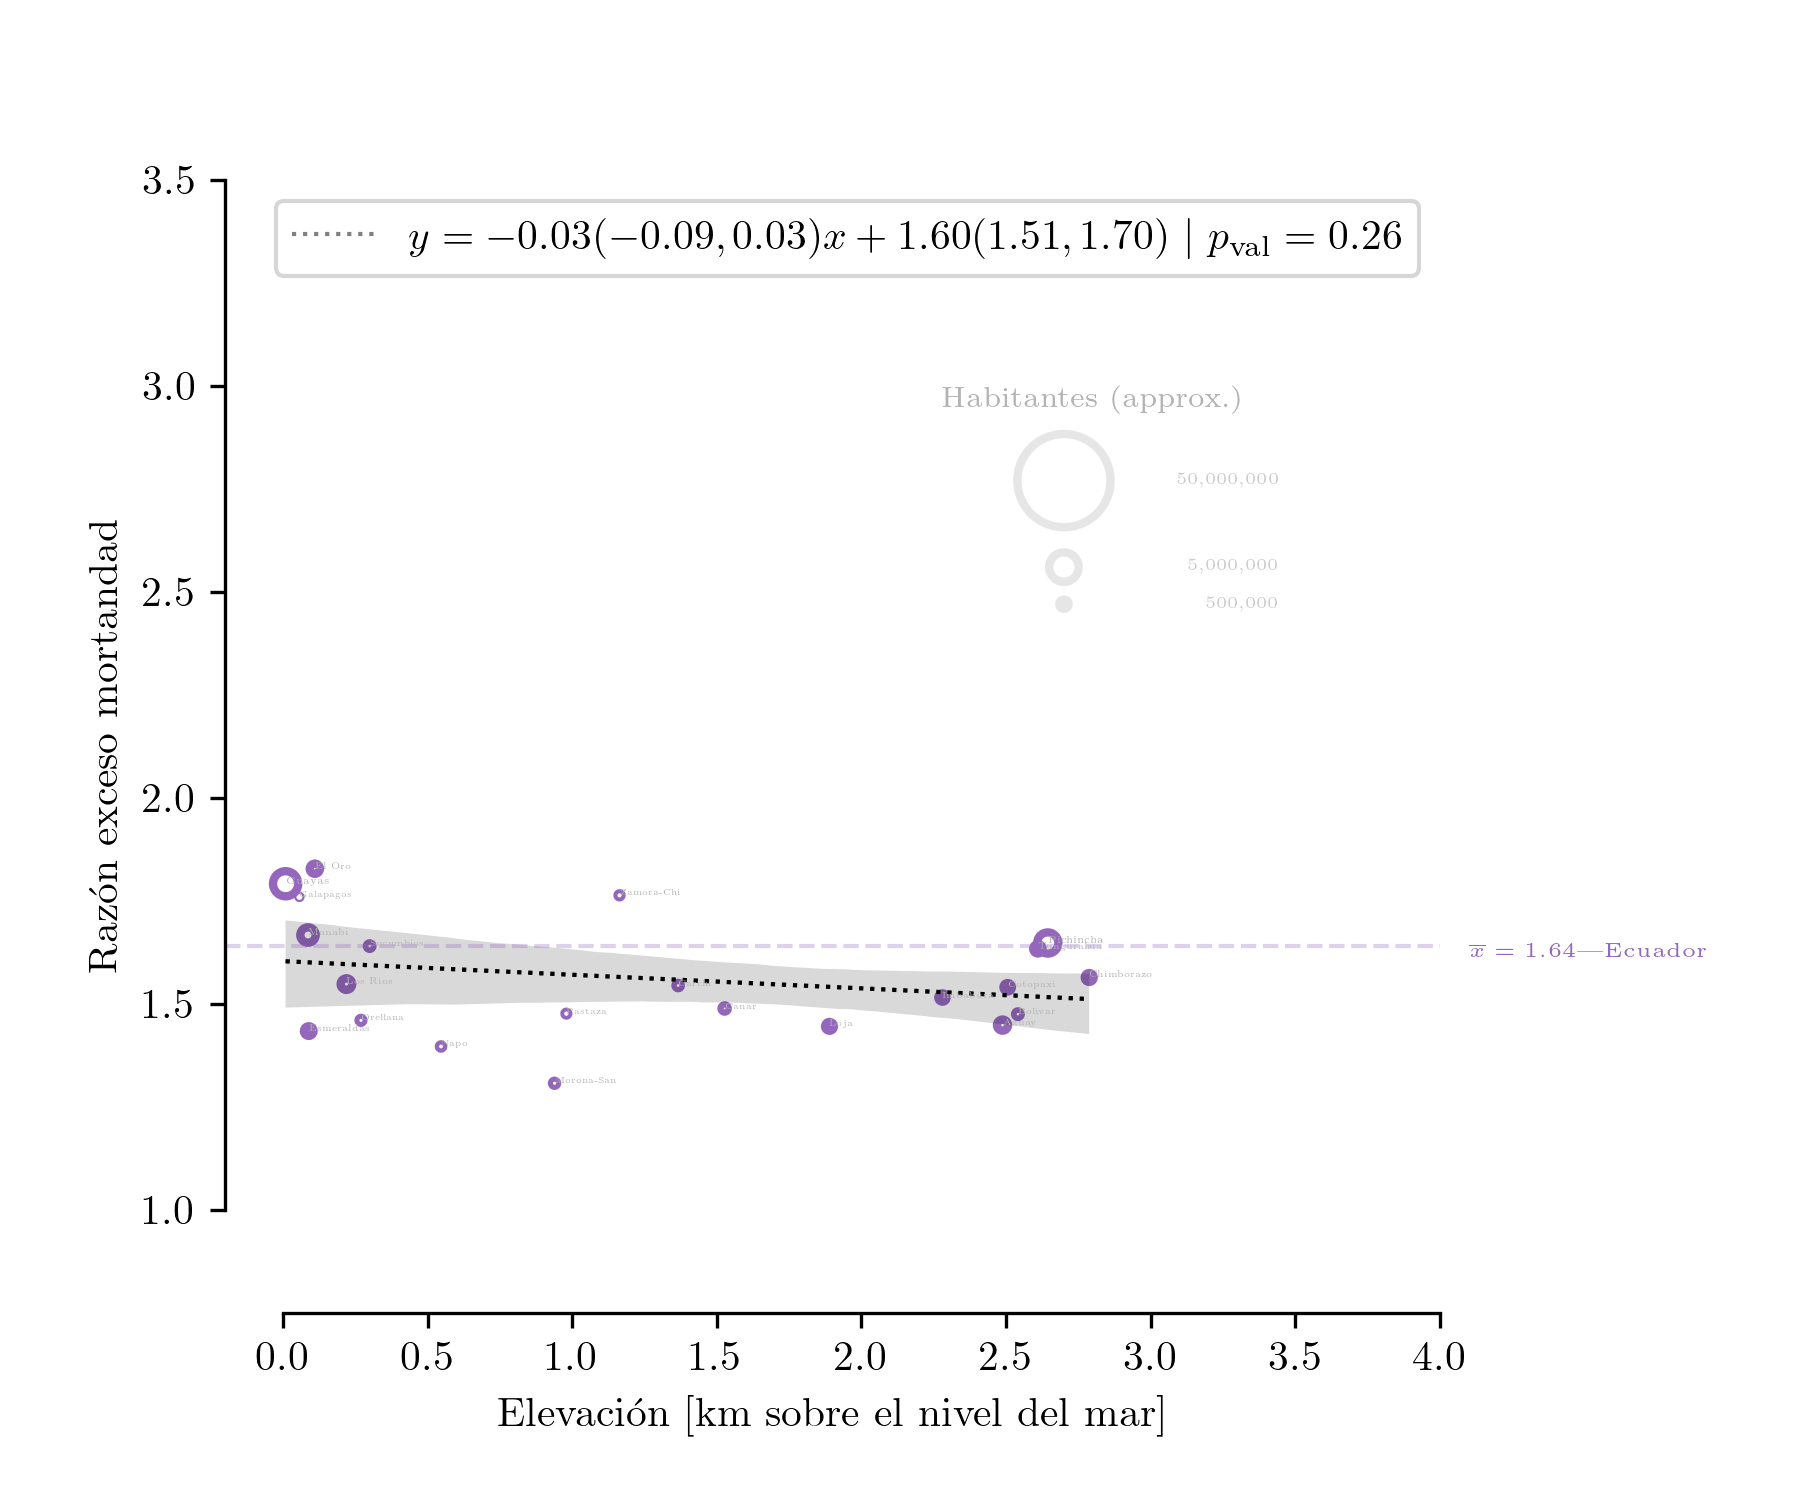 3.5
y = −0.03(−0.09, 0.03)x + 1.60(1.51, 1.70) | p_val = 0.26
3.0
Habitantes (approx.)
50,000,000
5,000,000
2.5
500,000
Razón exceso mortandad
2.0
El Oro
Guayas
Galapagos
Zamora-Chi
Manabi
Pichincha
x̅ = 1.64—Ecuador
Chimborazo
Los Rios
Cotopaxi
1.5
Cañar
Pastaza
Bolivar
Orellana
Loja
Azuay
Esmeraldas
Napo
Morona-San
1.0
0.0 0.5 1.0 1.5 2.0 2.5 3.0 3.5 4.0
Elevación [km sobre el nivel del mar]